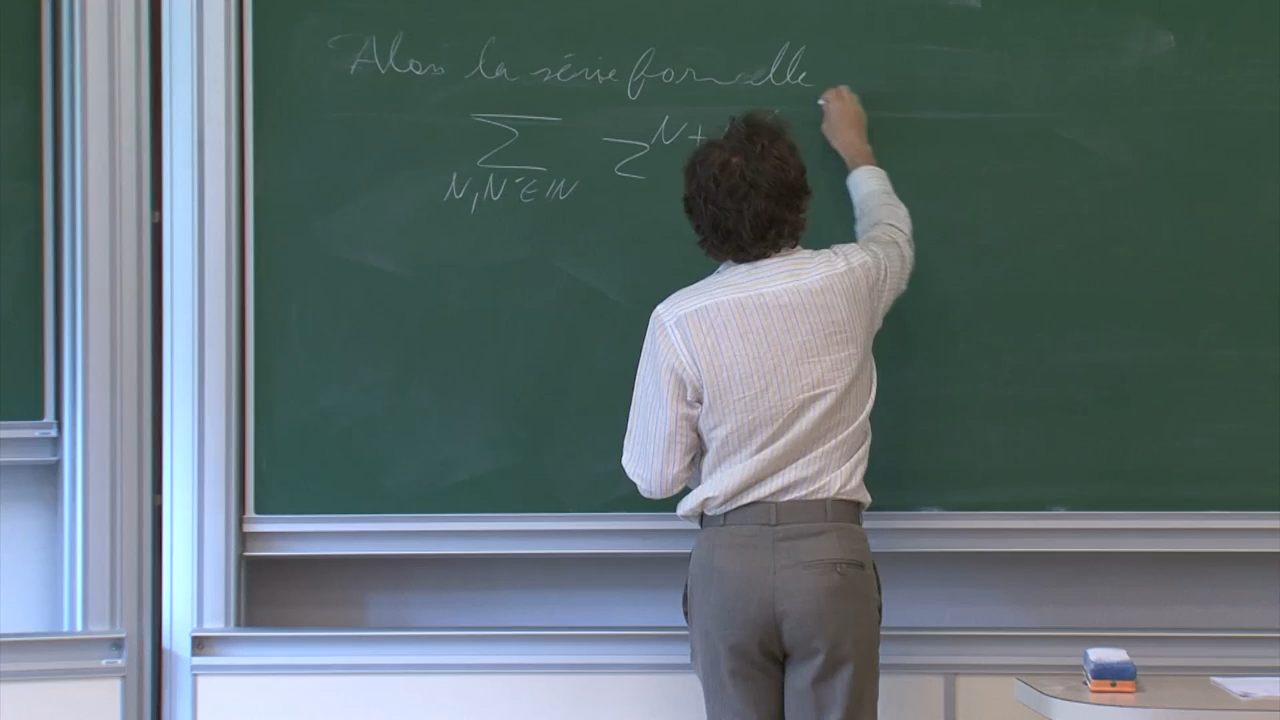 Alors la série formelle
∑ Z^{N+
N,N'∈ℕ